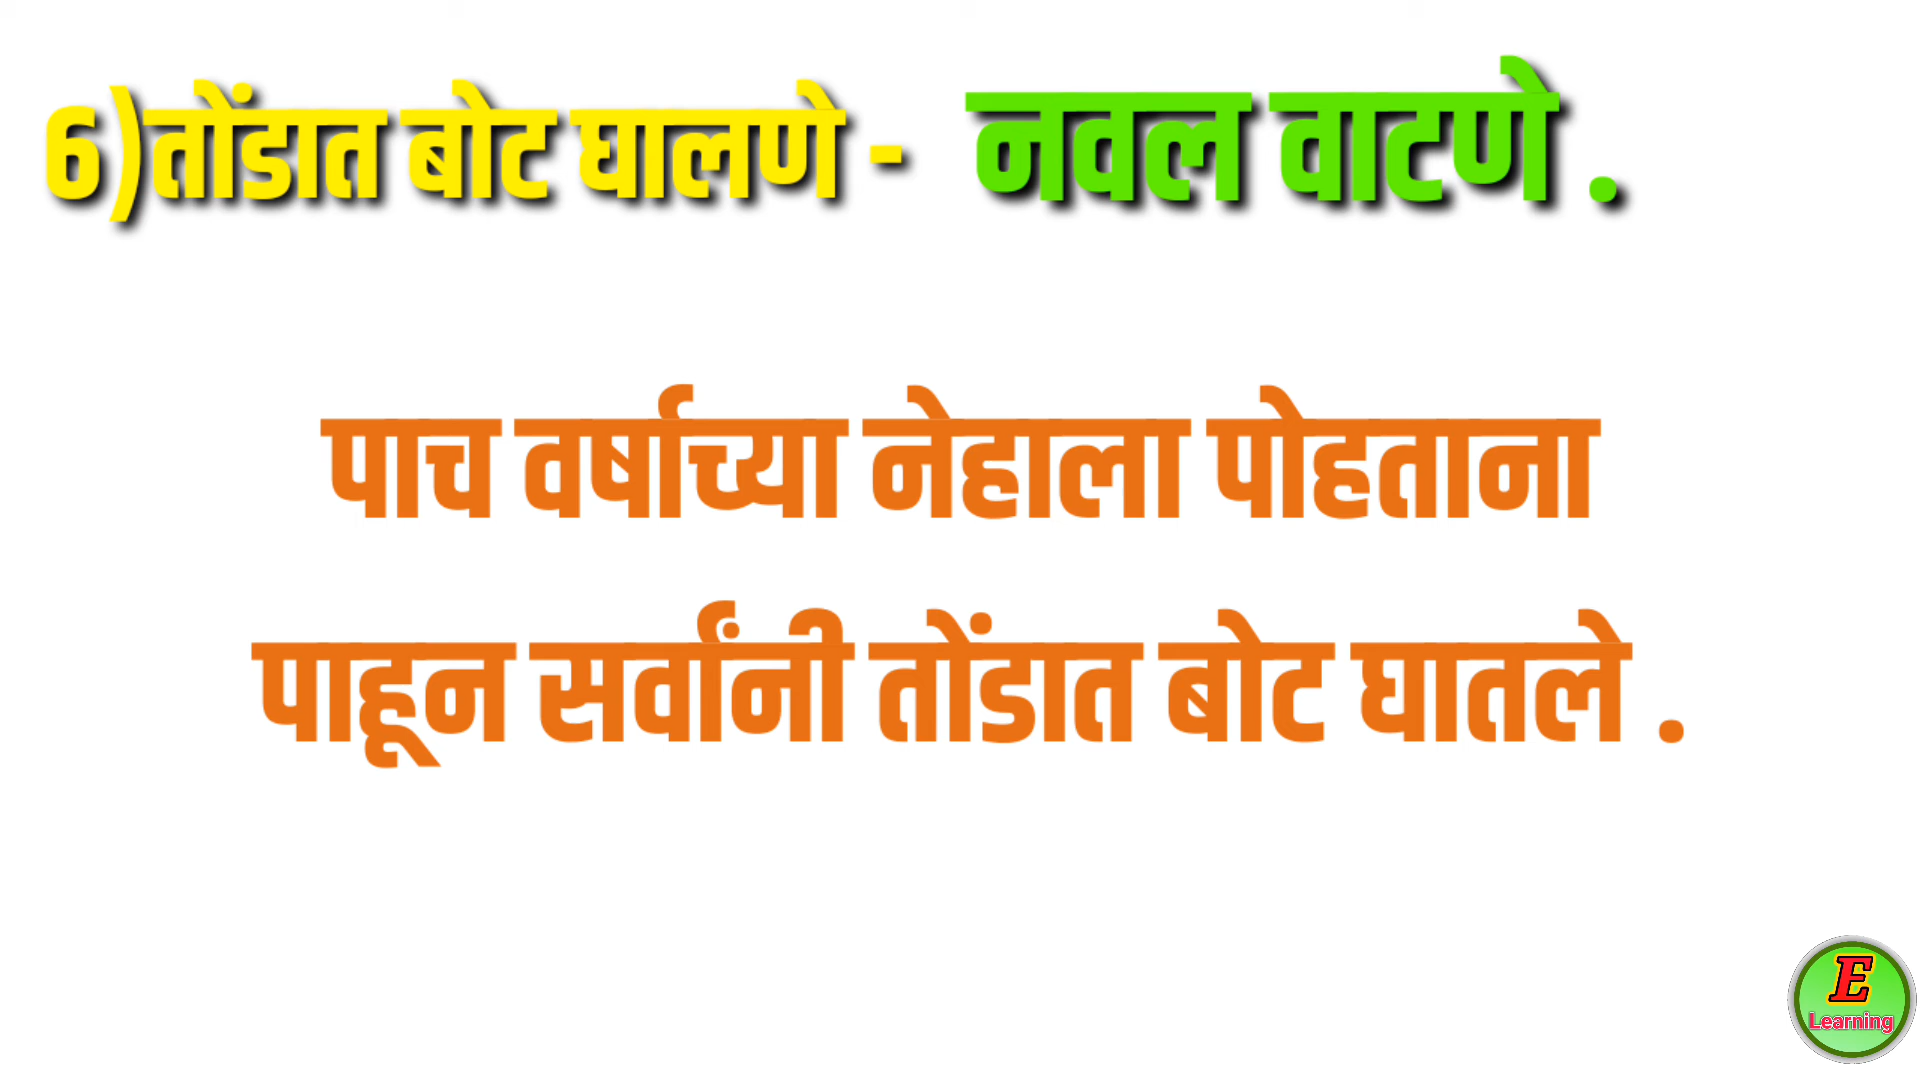 6)तोंडात बोट घालणे - नवल वाटणे .
पाच वर्षाच्या नेहाला पोहताना
पाहून सर्वांनी तोंडात बोट घातले .
E
Learning